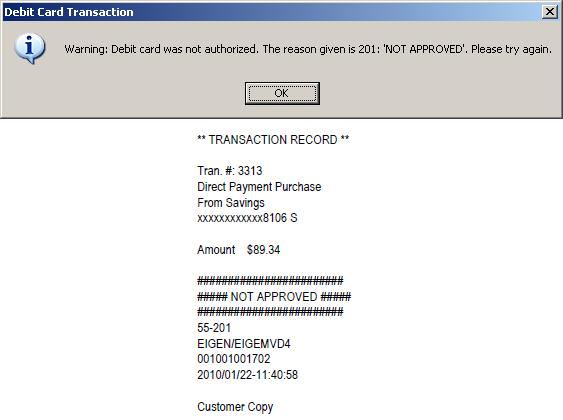 Debit Card Transaction
Warning: Debit card was not authorized. The reason given is 201: 'NOT APPROVED'. Please try again.
OK
** TRANSACTION RECORD **
Tran. #: 3313
Direct Payment Purchase
From Savings
xxxxxxxxxxxx8106 S
Amount $89.34
########################
##### NOT APPROVED #####
########################
55-201
EIGEN/EIGEMVD4
001001001702
2010/01/22-11:40:58
Customer Copy